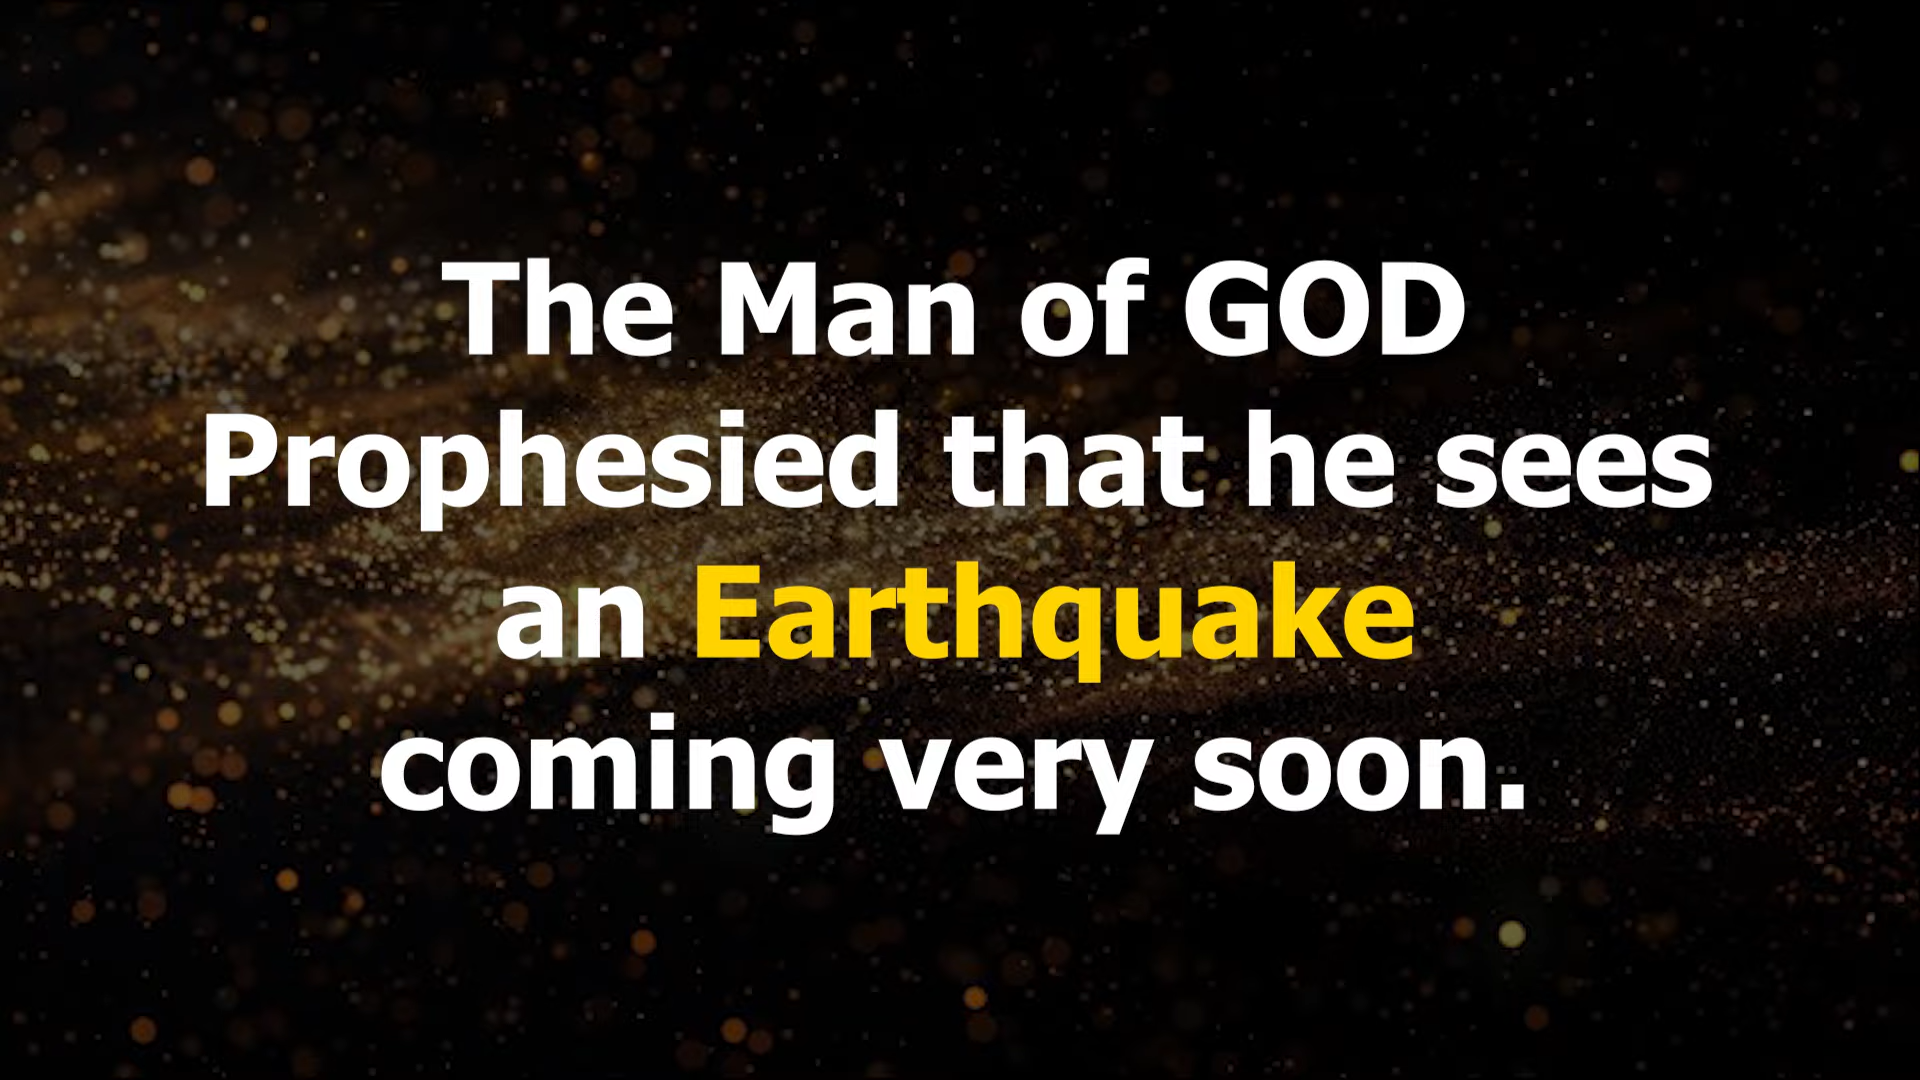 The Man of GOD
Prophesied that he sees
an Earthquake
coming very soon.